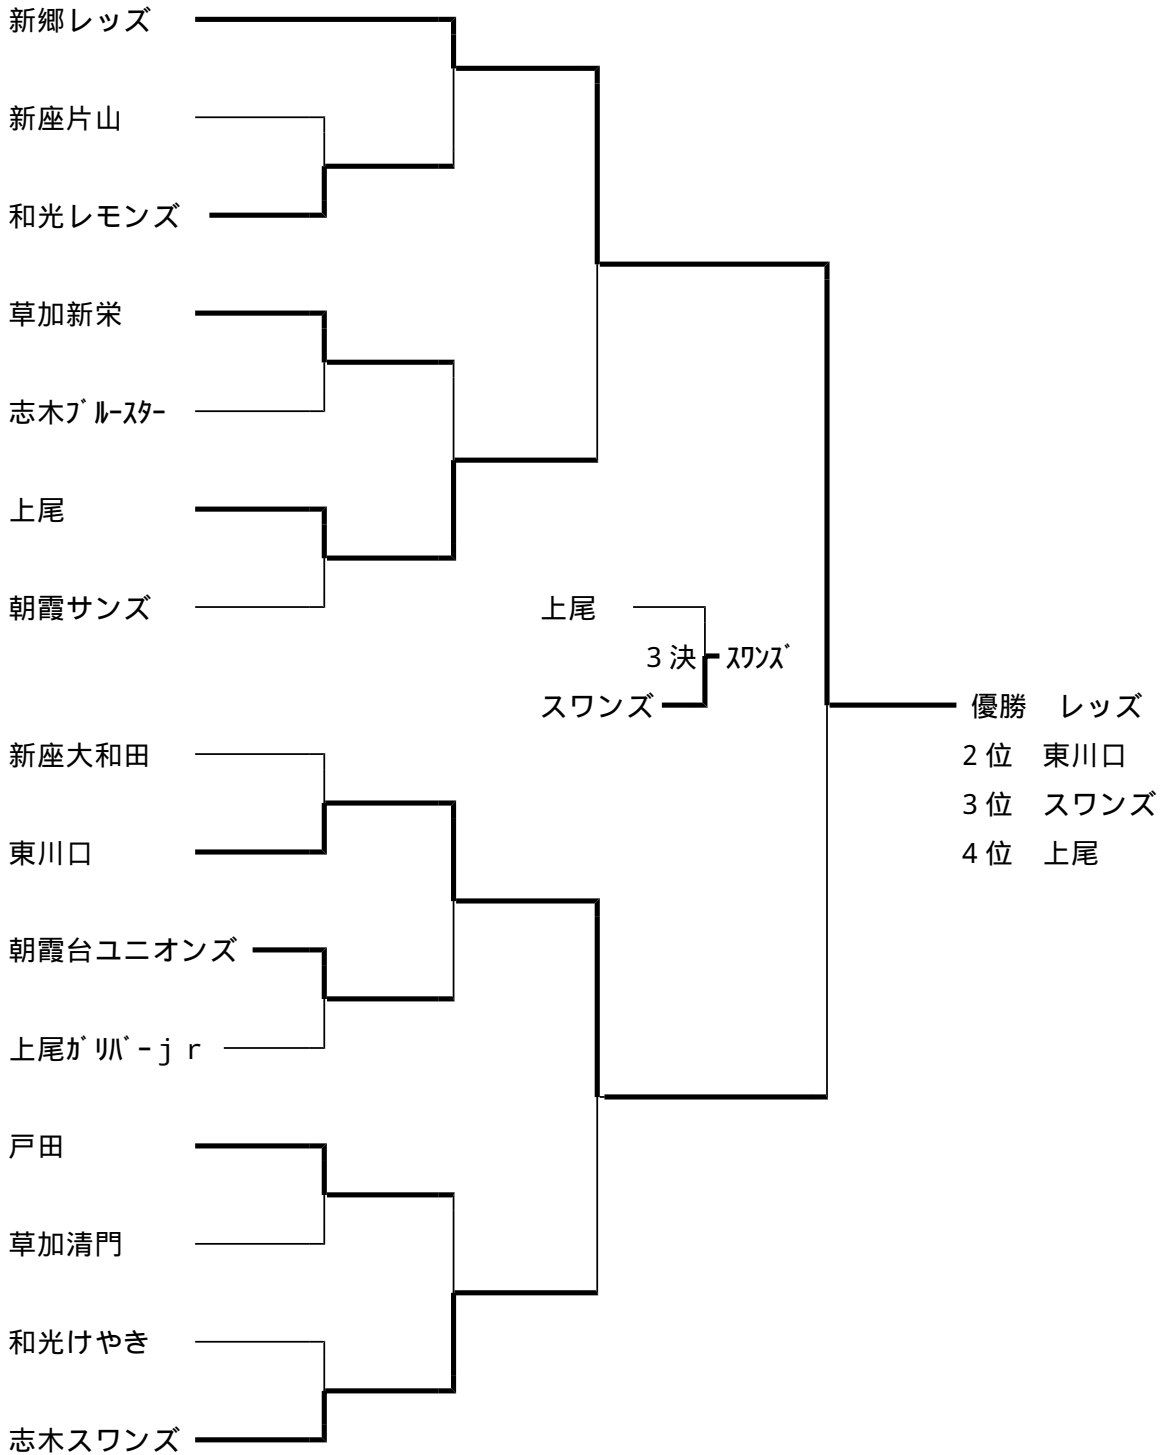 新郷レッズ
新座片山
和光レモンズ
草加新栄
志木ﾌﾞﾙｰｽﾀｰ
上尾
朝霞サンズ
上尾
3決 ｽﾜﾝｽﾞ
スワンズ
優勝　レッズ
新座大和田
2位　東川口
3位　スワンズ
東川口
4位　上尾
朝霞台ユニオンズ
上尾ｶﾞﾘﾊﾞｰｊｒ
戸田
草加清門
和光けやき
志木スワンズ